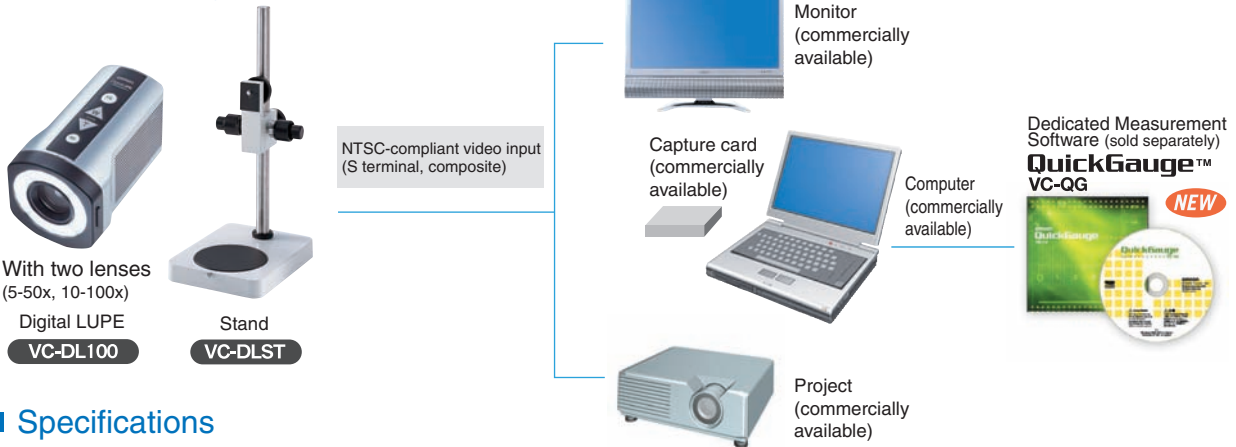 With two lenses
(5-50x, 10-100x)
Digital LUPE
VC-DL100
Stand
VC-DLST
NTSC-compliant video input
(S terminal, composite)
Monitor
(commercially
available)
Capture card
(commercially
available)
Computer
(commercially
available)
Dedicated Measurement
Software (sold separately)
QuickGauge™
VC-QG
NEW
QuickGauge
QuickGauge
Project
(commercially
available)
Specifications